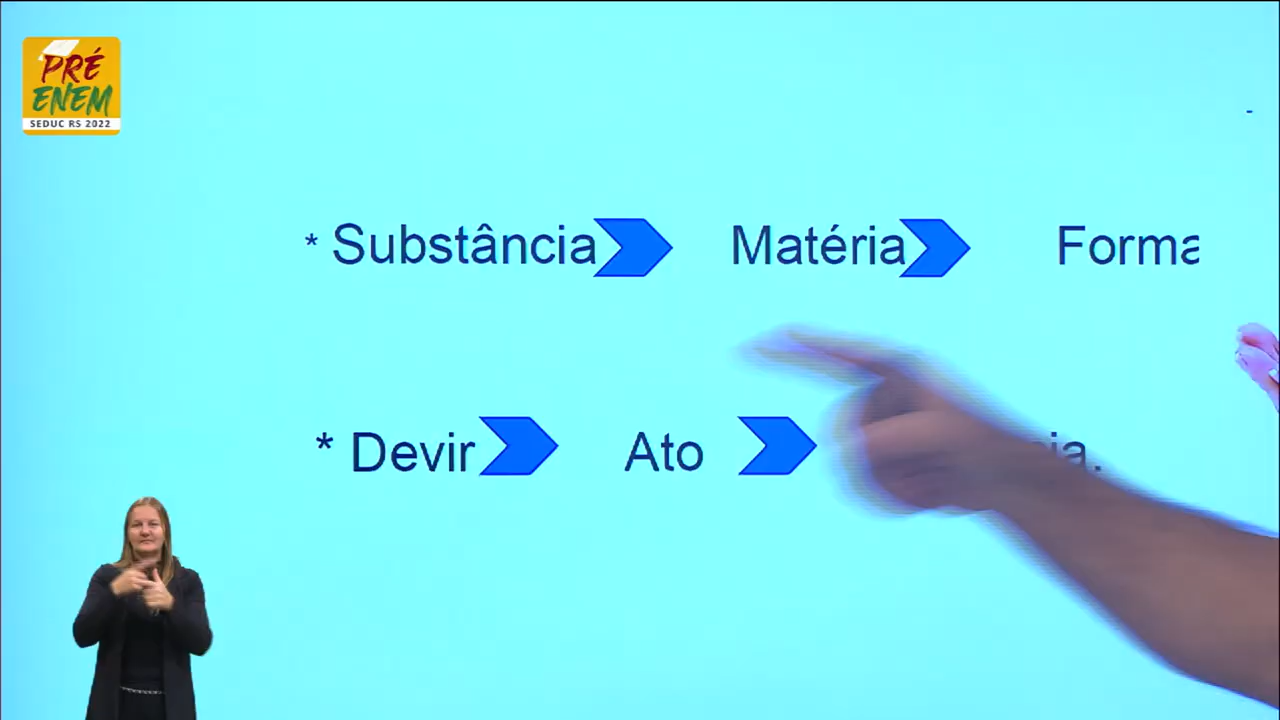 PRÉ
ENEM
SEDUC RS 2022
* Substância Matéria Forma
* Devir Ato